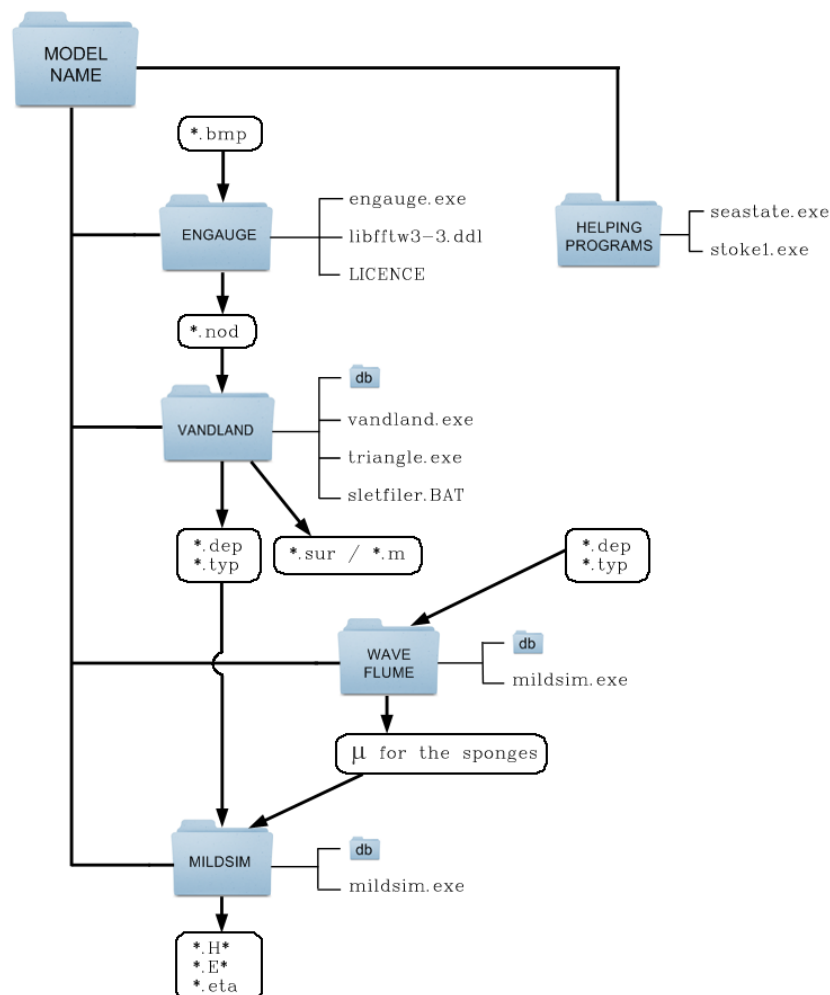 MODEL
NAME
*.bmp
ENGAUGE
engauge.exe
libfftw3-3.ddl
LICENCE
HELPING
PROGRAMS
seastate.exe
stoke1.exe
*.nod
VANDLAND
db
vandland.exe
triangle.exe
sletfiler.BAT
*.dep
*.typ
*.sur / *.m
*.dep
*.typ
WAVE
FLUME
db
mildsim.exe
μ for the sponges
MILDSIM
db
mildsim.exe
*.H*
*.E*
*.eta